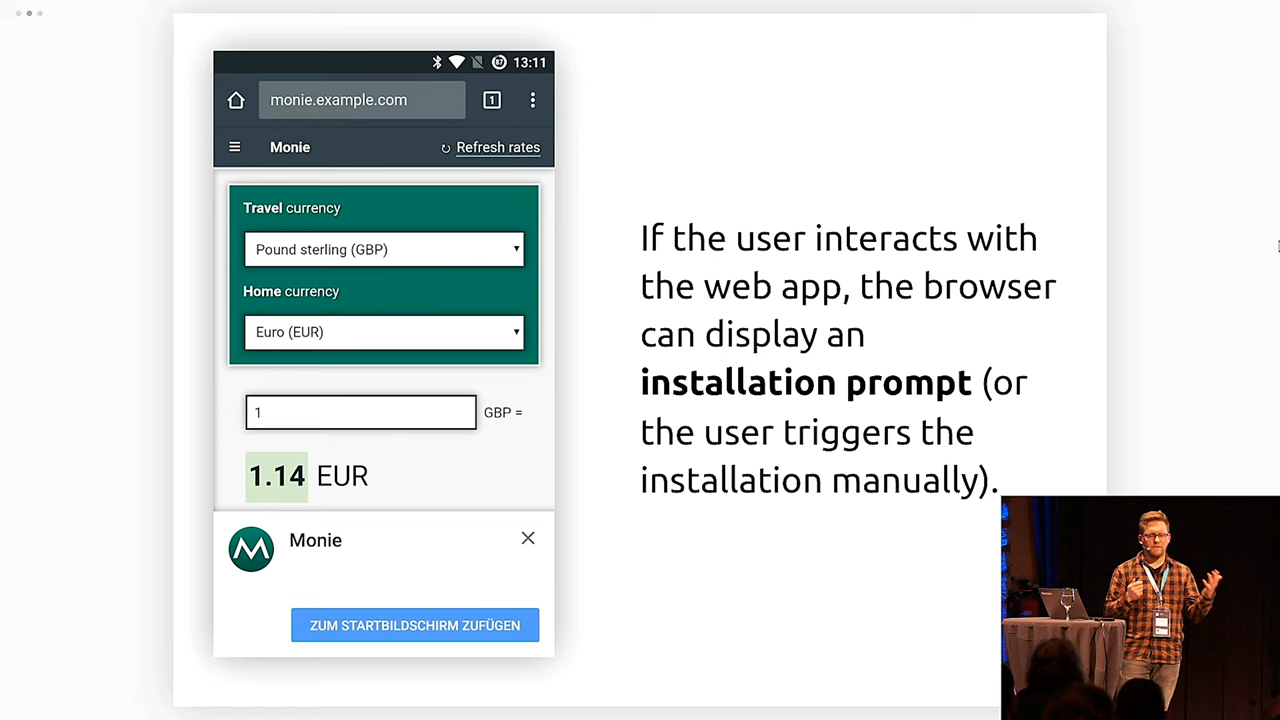 87 13:11
monie.example.com 1
Monie Refresh rates
Travel currency
Pound sterling (GBP)
Home currency
Euro (EUR)
1 GBP =
1.14 EUR
Monie
ZUM STARTBILDSCHIRM ZUFÜGEN
If the user interacts with
the web app, the browser
can display an
installation prompt (or
the user triggers the
installation manually).